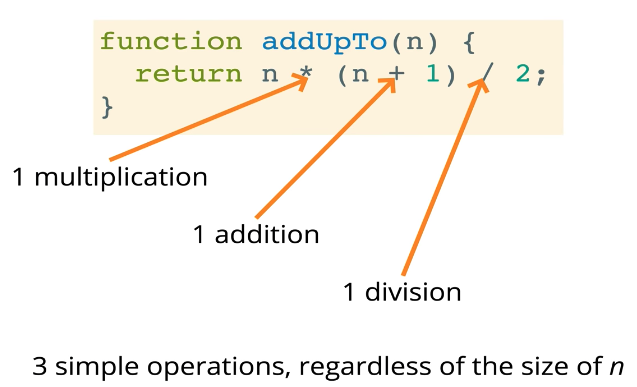 function addUpTo(n) {
  return n * (n + 1) / 2;
}
1 multiplication
1 addition
1 division
3 simple operations, regardless of the size of n